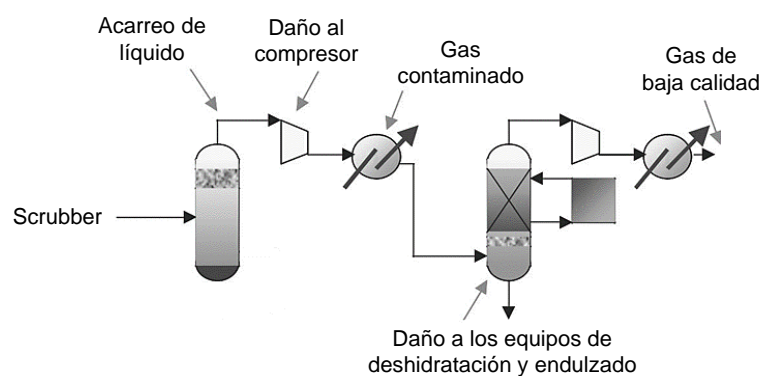 Acarreo de
líquido
Daño al
compresor
Gas
contaminado
Gas de
baja calidad
Scrubber
Daño a los equipos de
deshidratación y endulzado